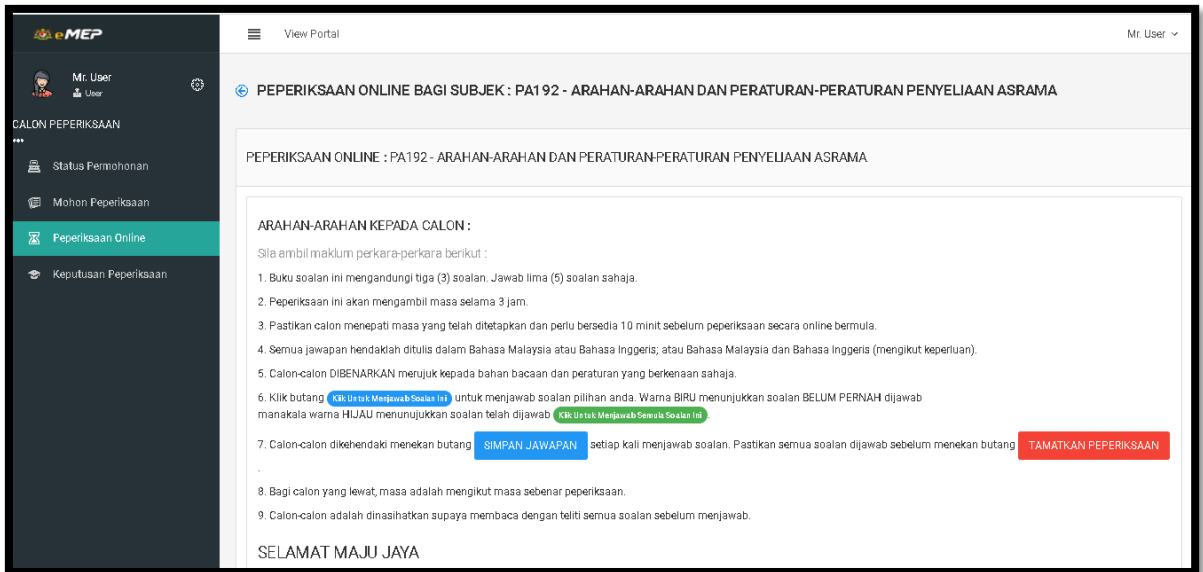 eMEP
View Portal
Mr. User
Mr. User
User
CALON PEPERIKSAAN
Status Permohonan
Mohon Peperiksaan
Peperiksaan Online
Keputusan Peperiksaan
PEPERIKSAAN ONLINE BAGI SUBJEK : PA192 - ARAHAN-ARAHAN DAN PERATURAN-PERATURAN PENYELIAAN ASRAMA
PEPERIKSAAN ONLINE : PA192 - ARAHAN-ARAHAN DAN PERATURAN-PERATURAN PENYELIAAN ASRAMA
ARAHAN-ARAHAN KEPADA CALON :
Sila ambil maklum perkara-perkara berikut :
1. Buku soalan ini mengandungi tiga (3) soalan. Jawab lima (5) soalan sahaja.
2. Peperiksaan ini akan mengambil masa selama 3 jam.
3. Pastikan calon menepati masa yang telah ditetapkan dan perlu bersedia 10 minit sebelum peperiksaan secara online bermula.
4. Semua jawapan hendaklah ditulis dalam Bahasa Malaysia atau Bahasa Inggeris; atau Bahasa Malaysia dan Bahasa Inggeris (mengikut keperluan).
5. Calon-calon DIBENARKAN merujuk kepada bahan bacaan dan peraturan yang berkenaan sahaja.
6. Klik butang Klik Untuk Menjawab Soalan Ini untuk menjawab soalan pilihan anda. Warna BIRU menunjukkan soalan BELUM PERNAH dijawab
manakala warna HIJAU menunujukkan soalan telah dijawab Klik Untuk Menjawab Semula Soalan Ini.
7. Calon-calon dikehendaki menekan butang SIMPAN JAWAPAN setiap kali menjawab soalan. Pastikan semua soalan dijawab sebelum menekan butang TAMATKAN PEPERIKSAAN
.
8. Bagi calon yang lewat, masa adalah mengikut masa sebenar peperiksaan.
9. Calon-calon adalah dinasihatkan supaya membaca dengan teliti semua soalan sebelum menjawab.
SELAMAT MAJU JAYA